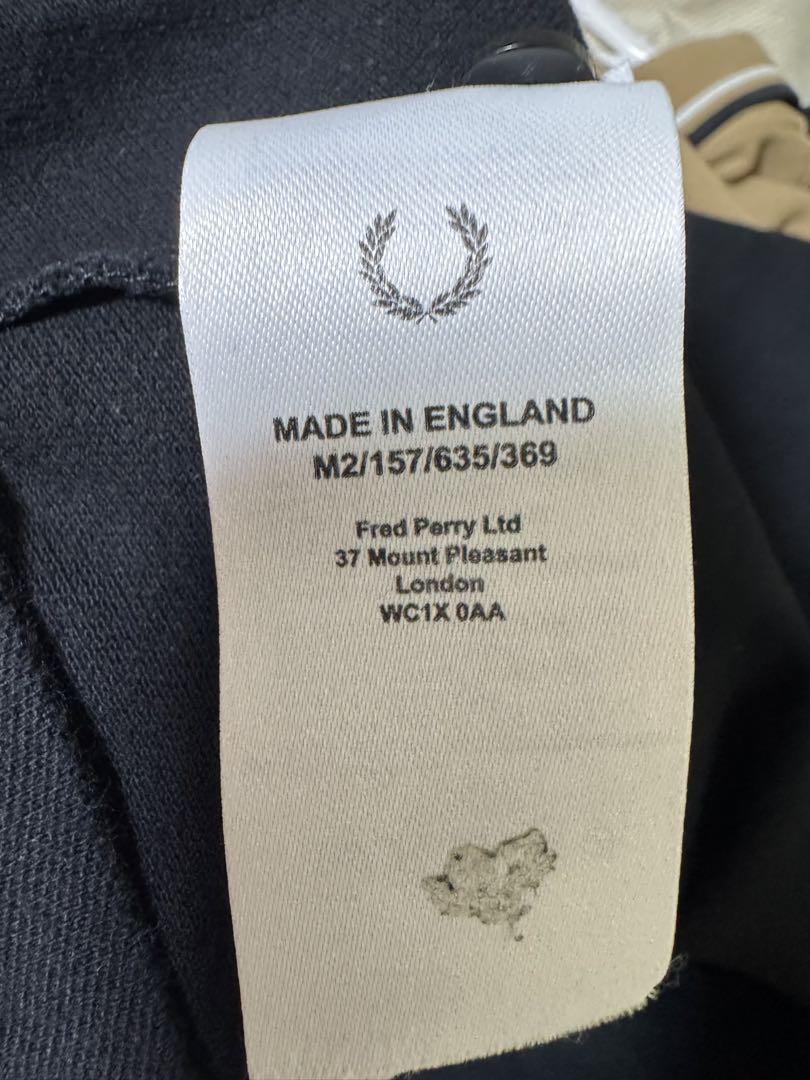 MADE IN ENGLAND
M2/157/635/369
Fred Perry Ltd
37 Mount Pleasant
London
WC1X 0AA